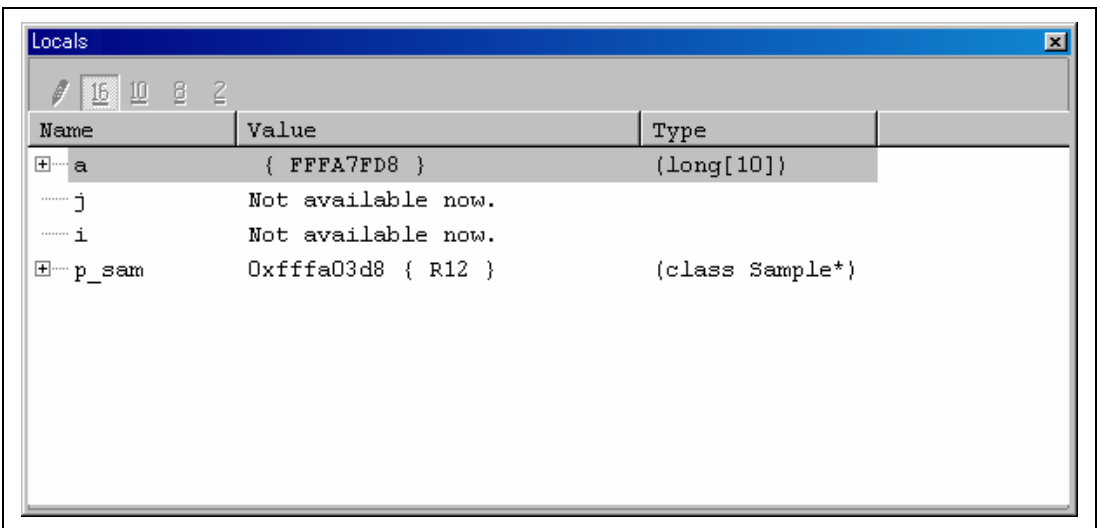 Locals
16 10 8 2
Name Value Type
a { FFFA7FD8 } (long[10])
j Not available now.
i Not available now.
p_sam 0xfffa03d8 { R12 } (class Sample*)